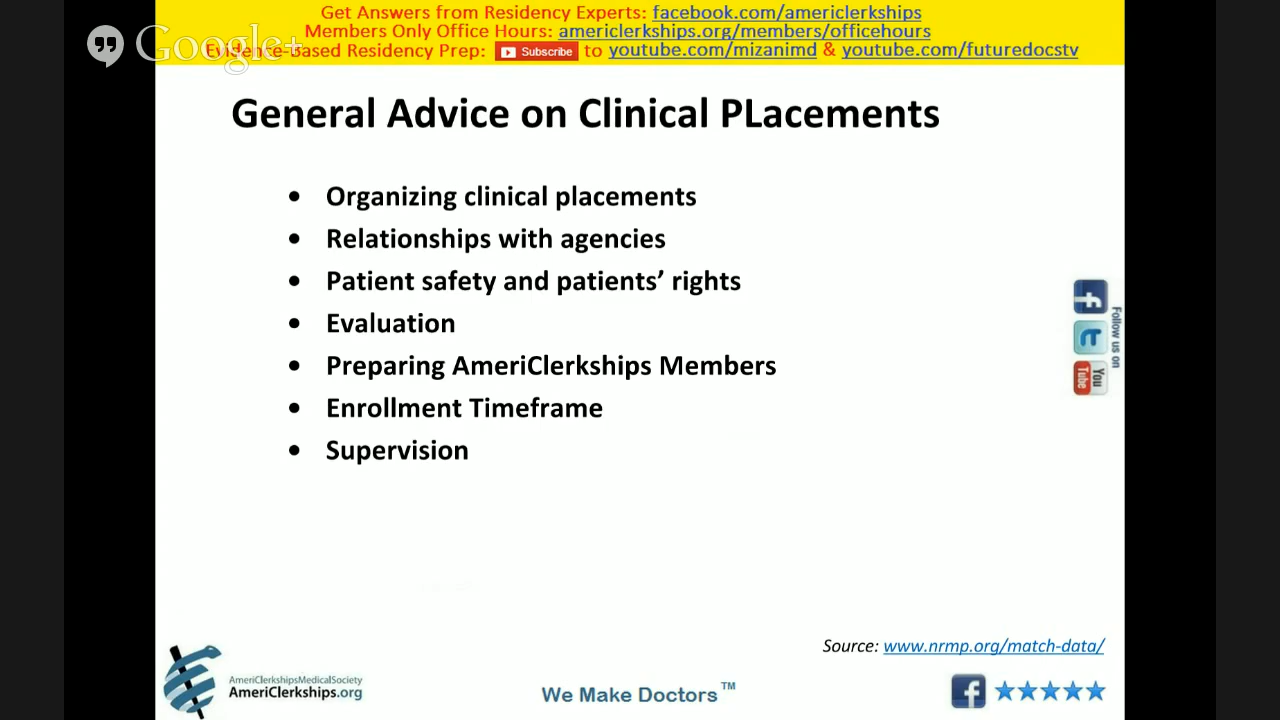 Get Answers from Residency Experts: facebook.com/americlerkships
Members Only Office Hours: americlerkships.org/members/officehours
Google+
Evidence-Based Residency Prep: Subscribe to youtube.com/mizanimd & youtube.com/futuredocstv
General Advice on Clinical PLacements
• Organizing clinical placements
• Relationships with agencies
• Patient safety and patients’ rights
• Evaluation
• Preparing AmeriClerkships Members
• Enrollment Timeframe
• Supervision
Follow us on
You
Tube
Source: www.nrmp.org/match-data/
AmeriClerkshipsMedicalSociety
AmeriClerkships.org
We Make Doctors™